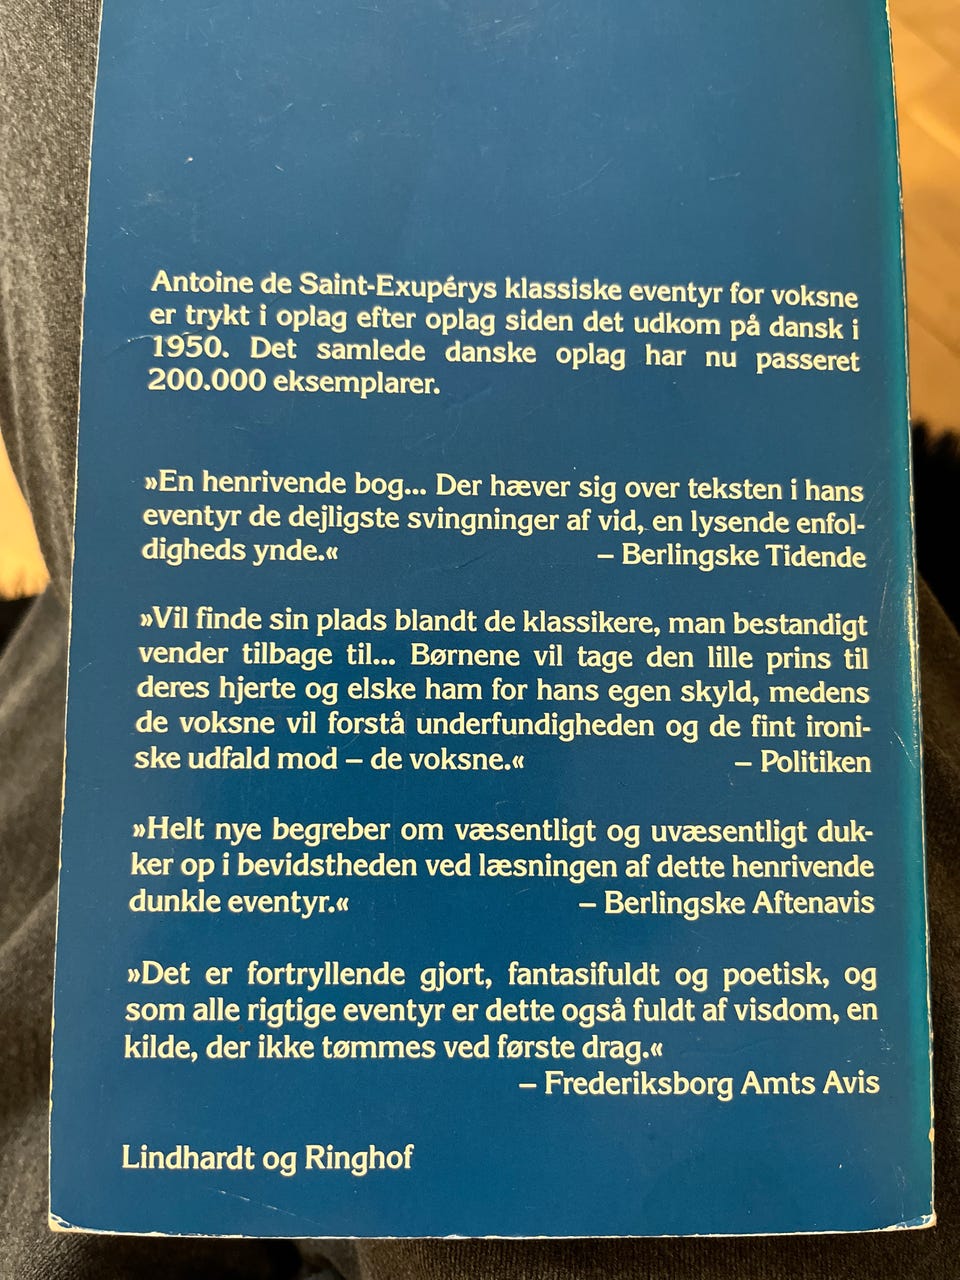 Antoine de Saint-Exupérys klassiske eventyr for voksne
er trykt i oplag efter oplag siden det udkom på dansk i
1950. Det samlede danske oplag har nu passeret
200.000 eksemplarer.
»En henrivende bog... Der hæver sig over teksten i hans
eventyr de dejligste svingninger af vid, en lysende enfol-
digheds ynde.« – Berlingske Tidende
»Vil finde sin plads blandt de klassikere, man bestandigt
vender tilbage til... Børnene vil tage den lille prins til
deres hjerte og elske ham for hans egen skyld, medens
de voksne vil forstå underfundigheden og de fint ironi-
ske udfald mod – de voksne.« – Politiken
»Helt nye begreber om væsentligt og uvæsentligt duk-
ker op i bevidstheden ved læsningen af dette henrivende
dunkle eventyr.« – Berlingske Aftenavis
»Det er fortryllende gjort, fantasifuldt og poetisk, og
som alle rigtige eventyr er dette også fuldt af visdom, en
kilde, der ikke tømmes ved første drag.«
– Frederiksborg Amts Avis
Lindhardt og Ringhof